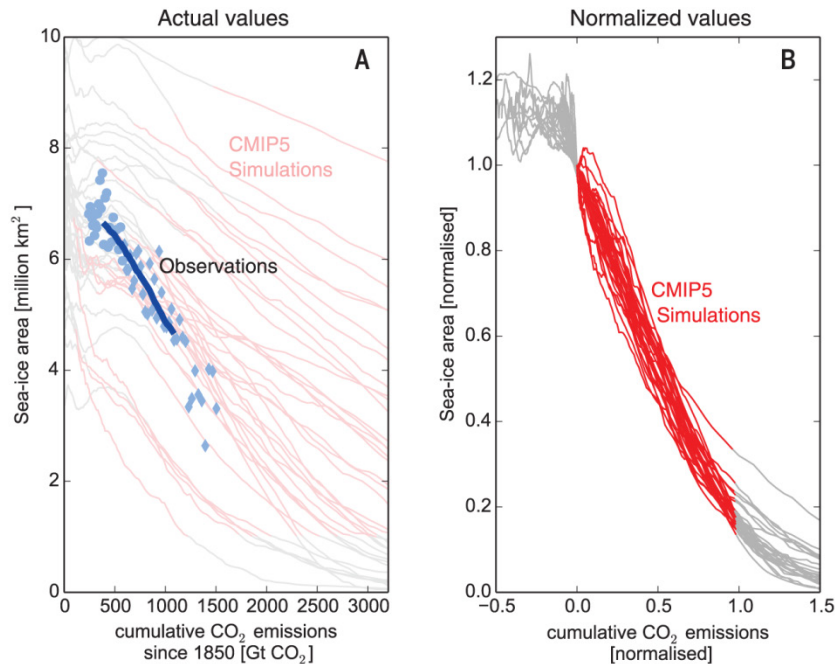 Actual values
A
10
8
6
4
2
0
Sea-ice area [million km²]
CMIP5
Simulations
Observations
0 500 1000 1500 2000 2500 3000
cumulative CO₂ emissions
since 1850 [Gt CO₂]
Normalized values
B
1.2
1.0
0.8
0.6
0.4
0.2
0.0
Sea-ice area [normalised]
CMIP5
Simulations
−0.5 0.0 0.5 1.0 1.5
cumulative CO₂ emissions
[normalised]